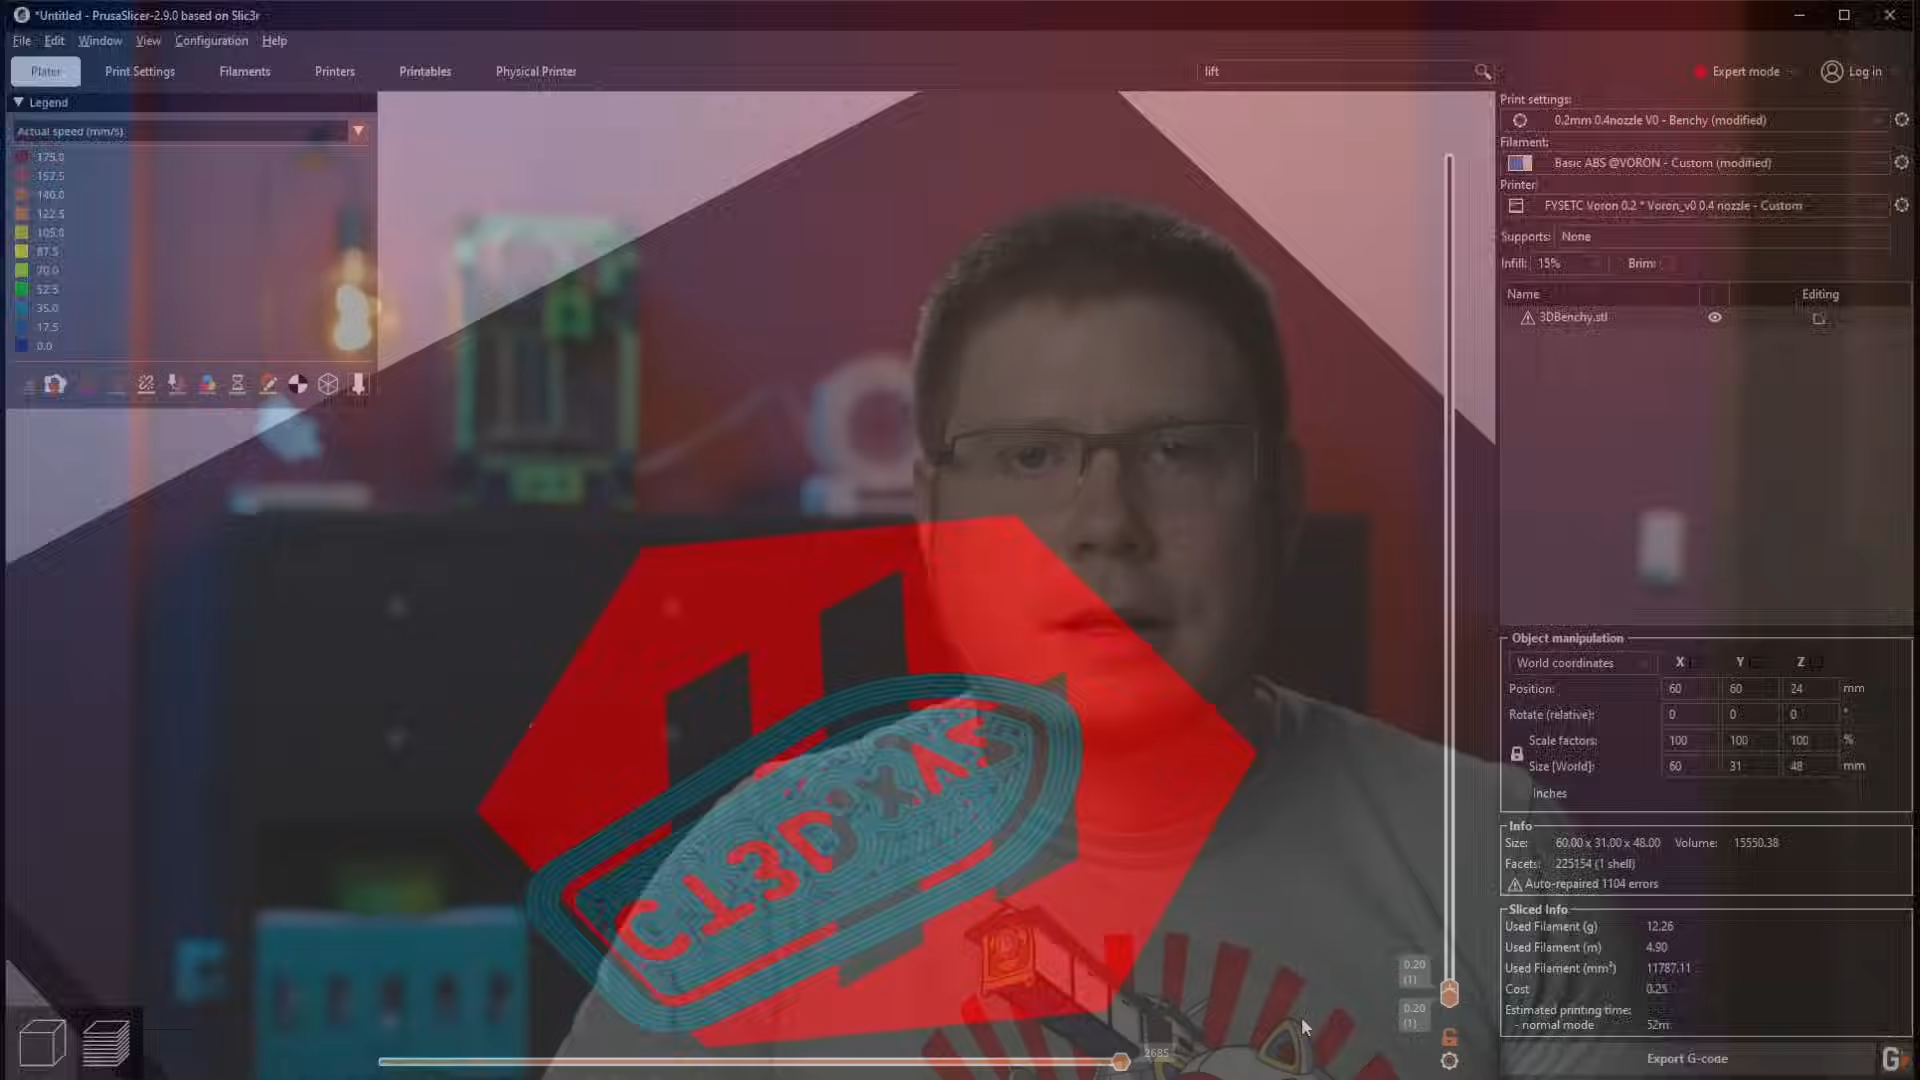 *Untitled - PrusaSlicer-2.9.0 based on Slic3r
File Edit Window View Configuration Help
Plater Print Settings Filaments Printers Printables Physical Printer lift Expert mode Log in
Legend
Actual speed (mm/s)
175.0
157.5
140.0
122.5
105.0
87.5
70.0
52.5
35.0
17.5
0.0
Print settings:
0.2mm 0.4nozzle V0 - Benchy (modified)
Filament:
Basic ABS @VORON - Custom (modified)
Printer
FYSETC Voron 0.2 * Voron_v0 0.4 nozzle - Custom
Supports: None
Infill: 15% Brim:
Name Editing
3DBenchy.stl
Object manipulation
World coordinates X Y Z
Position: 60 60 24 mm
Rotate (relative): 0 0 0 °
Scale factors: 100 100 100 %
Size [World]: 60 31 48 mm
Inches
Info
Size: 60.00 x 31.00 x 48.00 Volume: 15550.38
Facets: 225154 (1 shell)
Auto-repaired 1104 errors
Sliced Info
Used Filament (g) 12.26
Used Filament (m) 4.90
Used Filament (mm³) 11787.11
Cost 0.25
Estimated printing time:
- normal mode 52m
Export G-code
0.20
(1)
0.20
(1)
2685